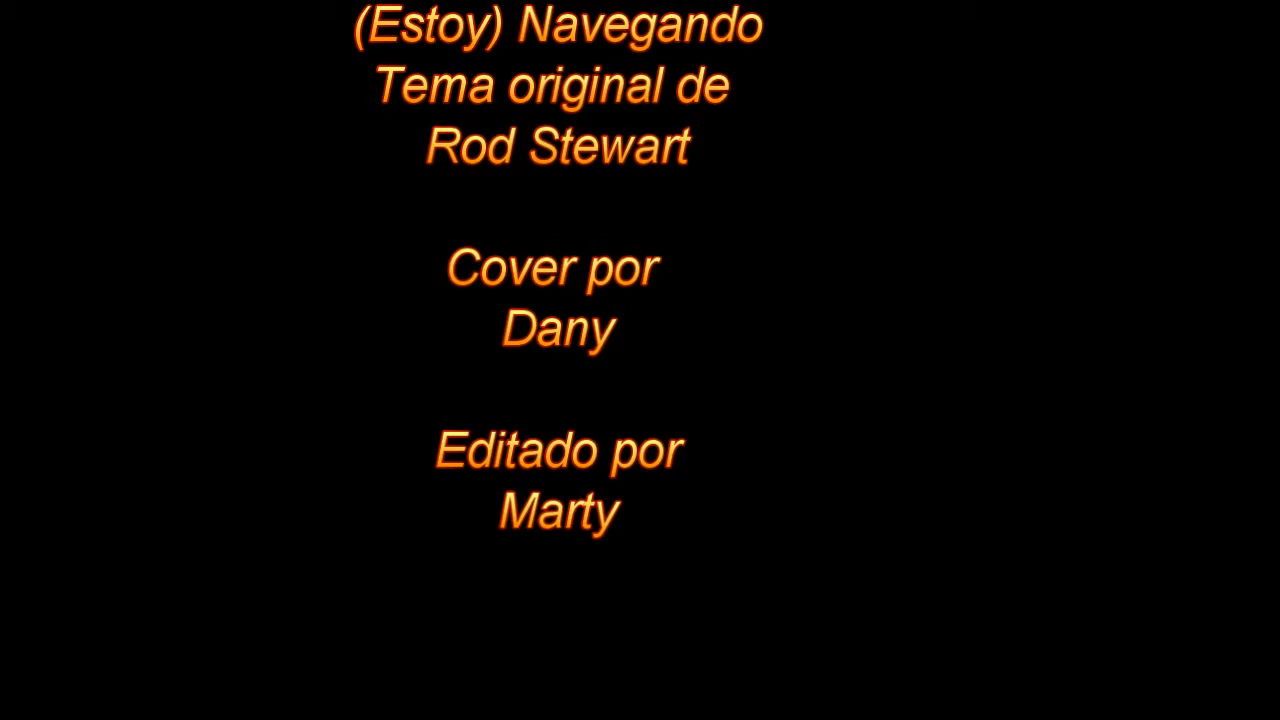 (Estoy) Navegando
Tema original de
Rod Stewart
Cover por
Dany
Editado por
Marty